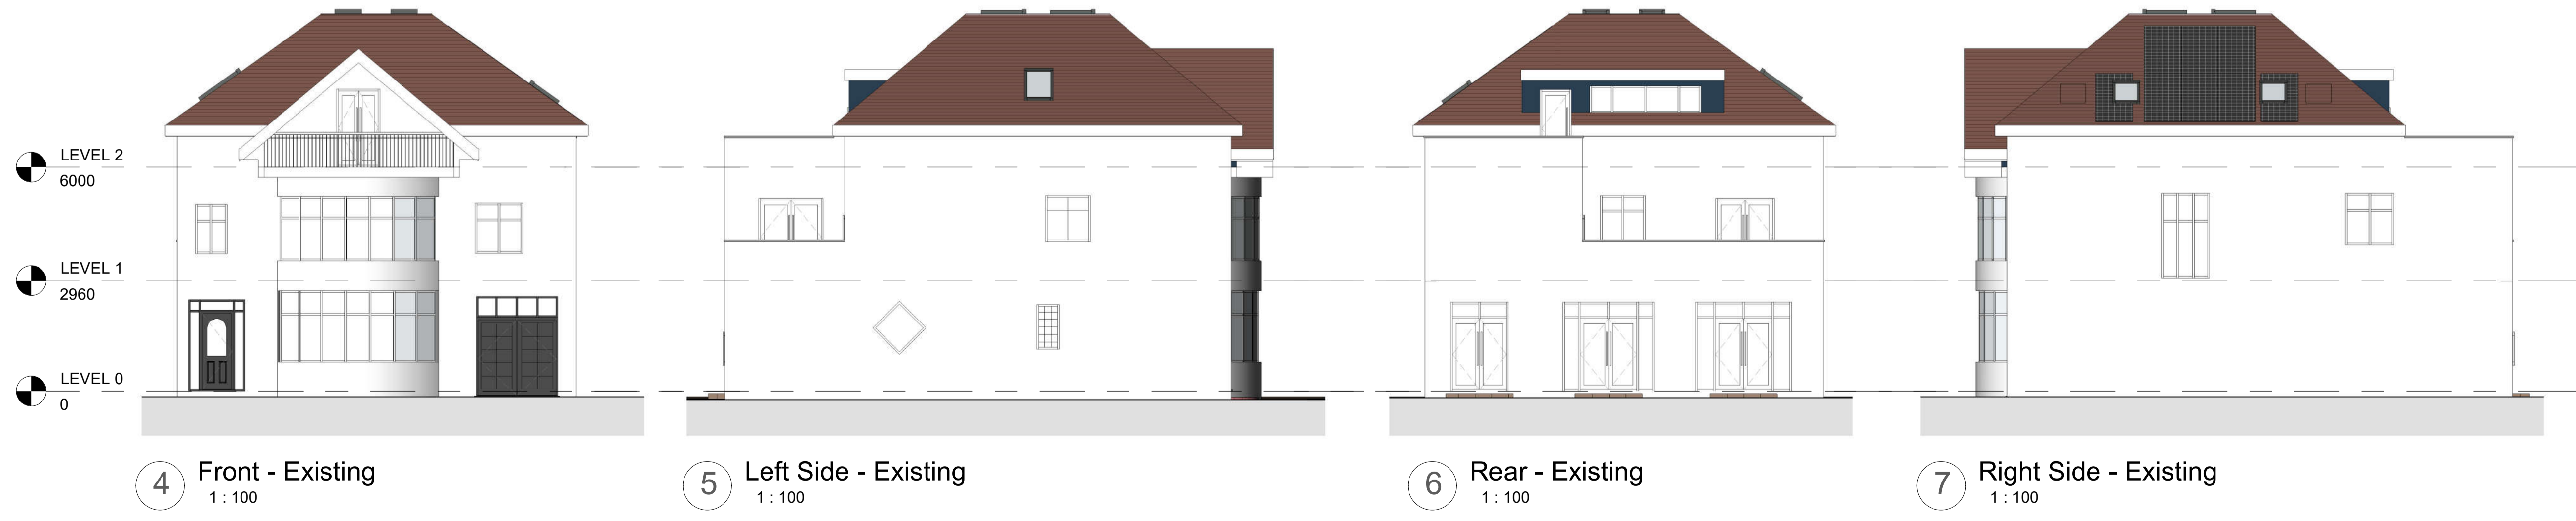 LEVEL 2
6000
LEVEL 1
2960
LEVEL 0
0
4 Front - Existing
1 : 100
5 Left Side - Existing
1 : 100
6 Rear - Existing
1 : 100
7 Right Side - Existing
1 : 100